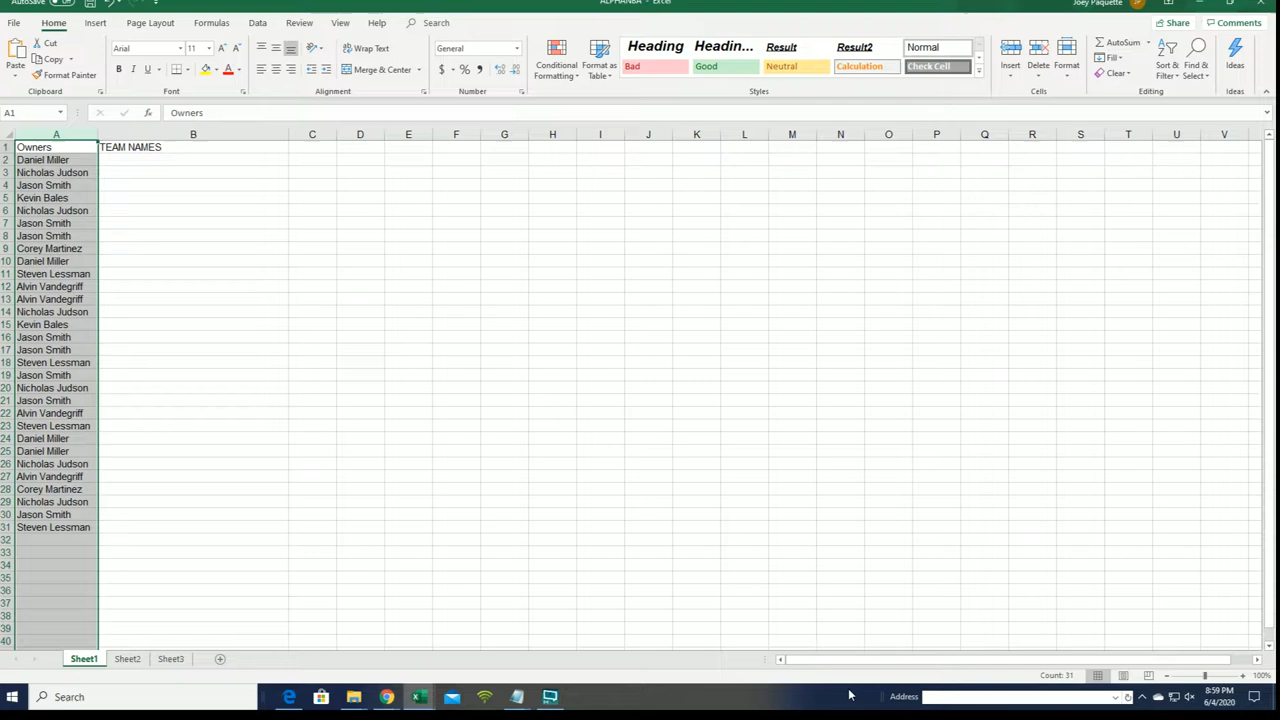 AutoSave Off ALPHANBA - Excel Joey Paquette JP
File Home Insert Page Layout Formulas Data Review View Help Search Share Comments
Paste Cut Copy Format Painter Clipboard
Arial 11 A A B I U A Font
Wrap Text Merge & Center Alignment
General $ % , Number
Conditional Formatting Format as Table
Heading Headin... Result Result2 Normal
Bad Good Neutral Calculation Check Cell
Styles
Insert Delete Format Cells
AutoSum Fill Clear Sort & Filter Find & Select Editing
Ideas Ideas
A1 fx Owners
A B C D E F G H I J K L M N O P Q R S T U V
1 Owners TEAM NAMES
2 Daniel Miller
3 Nicholas Judson
4 Jason Smith
5 Kevin Bales
6 Nicholas Judson
7 Jason Smith
8 Jason Smith
9 Corey Martinez
10 Daniel Miller
11 Steven Lessman
12 Alvin Vandegriff
13 Alvin Vandegriff
14 Nicholas Judson
15 Kevin Bales
16 Jason Smith
17 Jason Smith
18 Steven Lessman
19 Jason Smith
20 Nicholas Judson
21 Jason Smith
22 Alvin Vandegriff
23 Steven Lessman
24 Daniel Miller
25 Daniel Miller
26 Nicholas Judson
27 Alvin Vandegriff
28 Corey Martinez
29 Nicholas Judson
30 Jason Smith
31 Steven Lessman
32
33
34
35
36
37
38
39
40
Sheet1 Sheet2 Sheet3
Count: 31 100%
Search Address 8:59 PM
6/4/2020